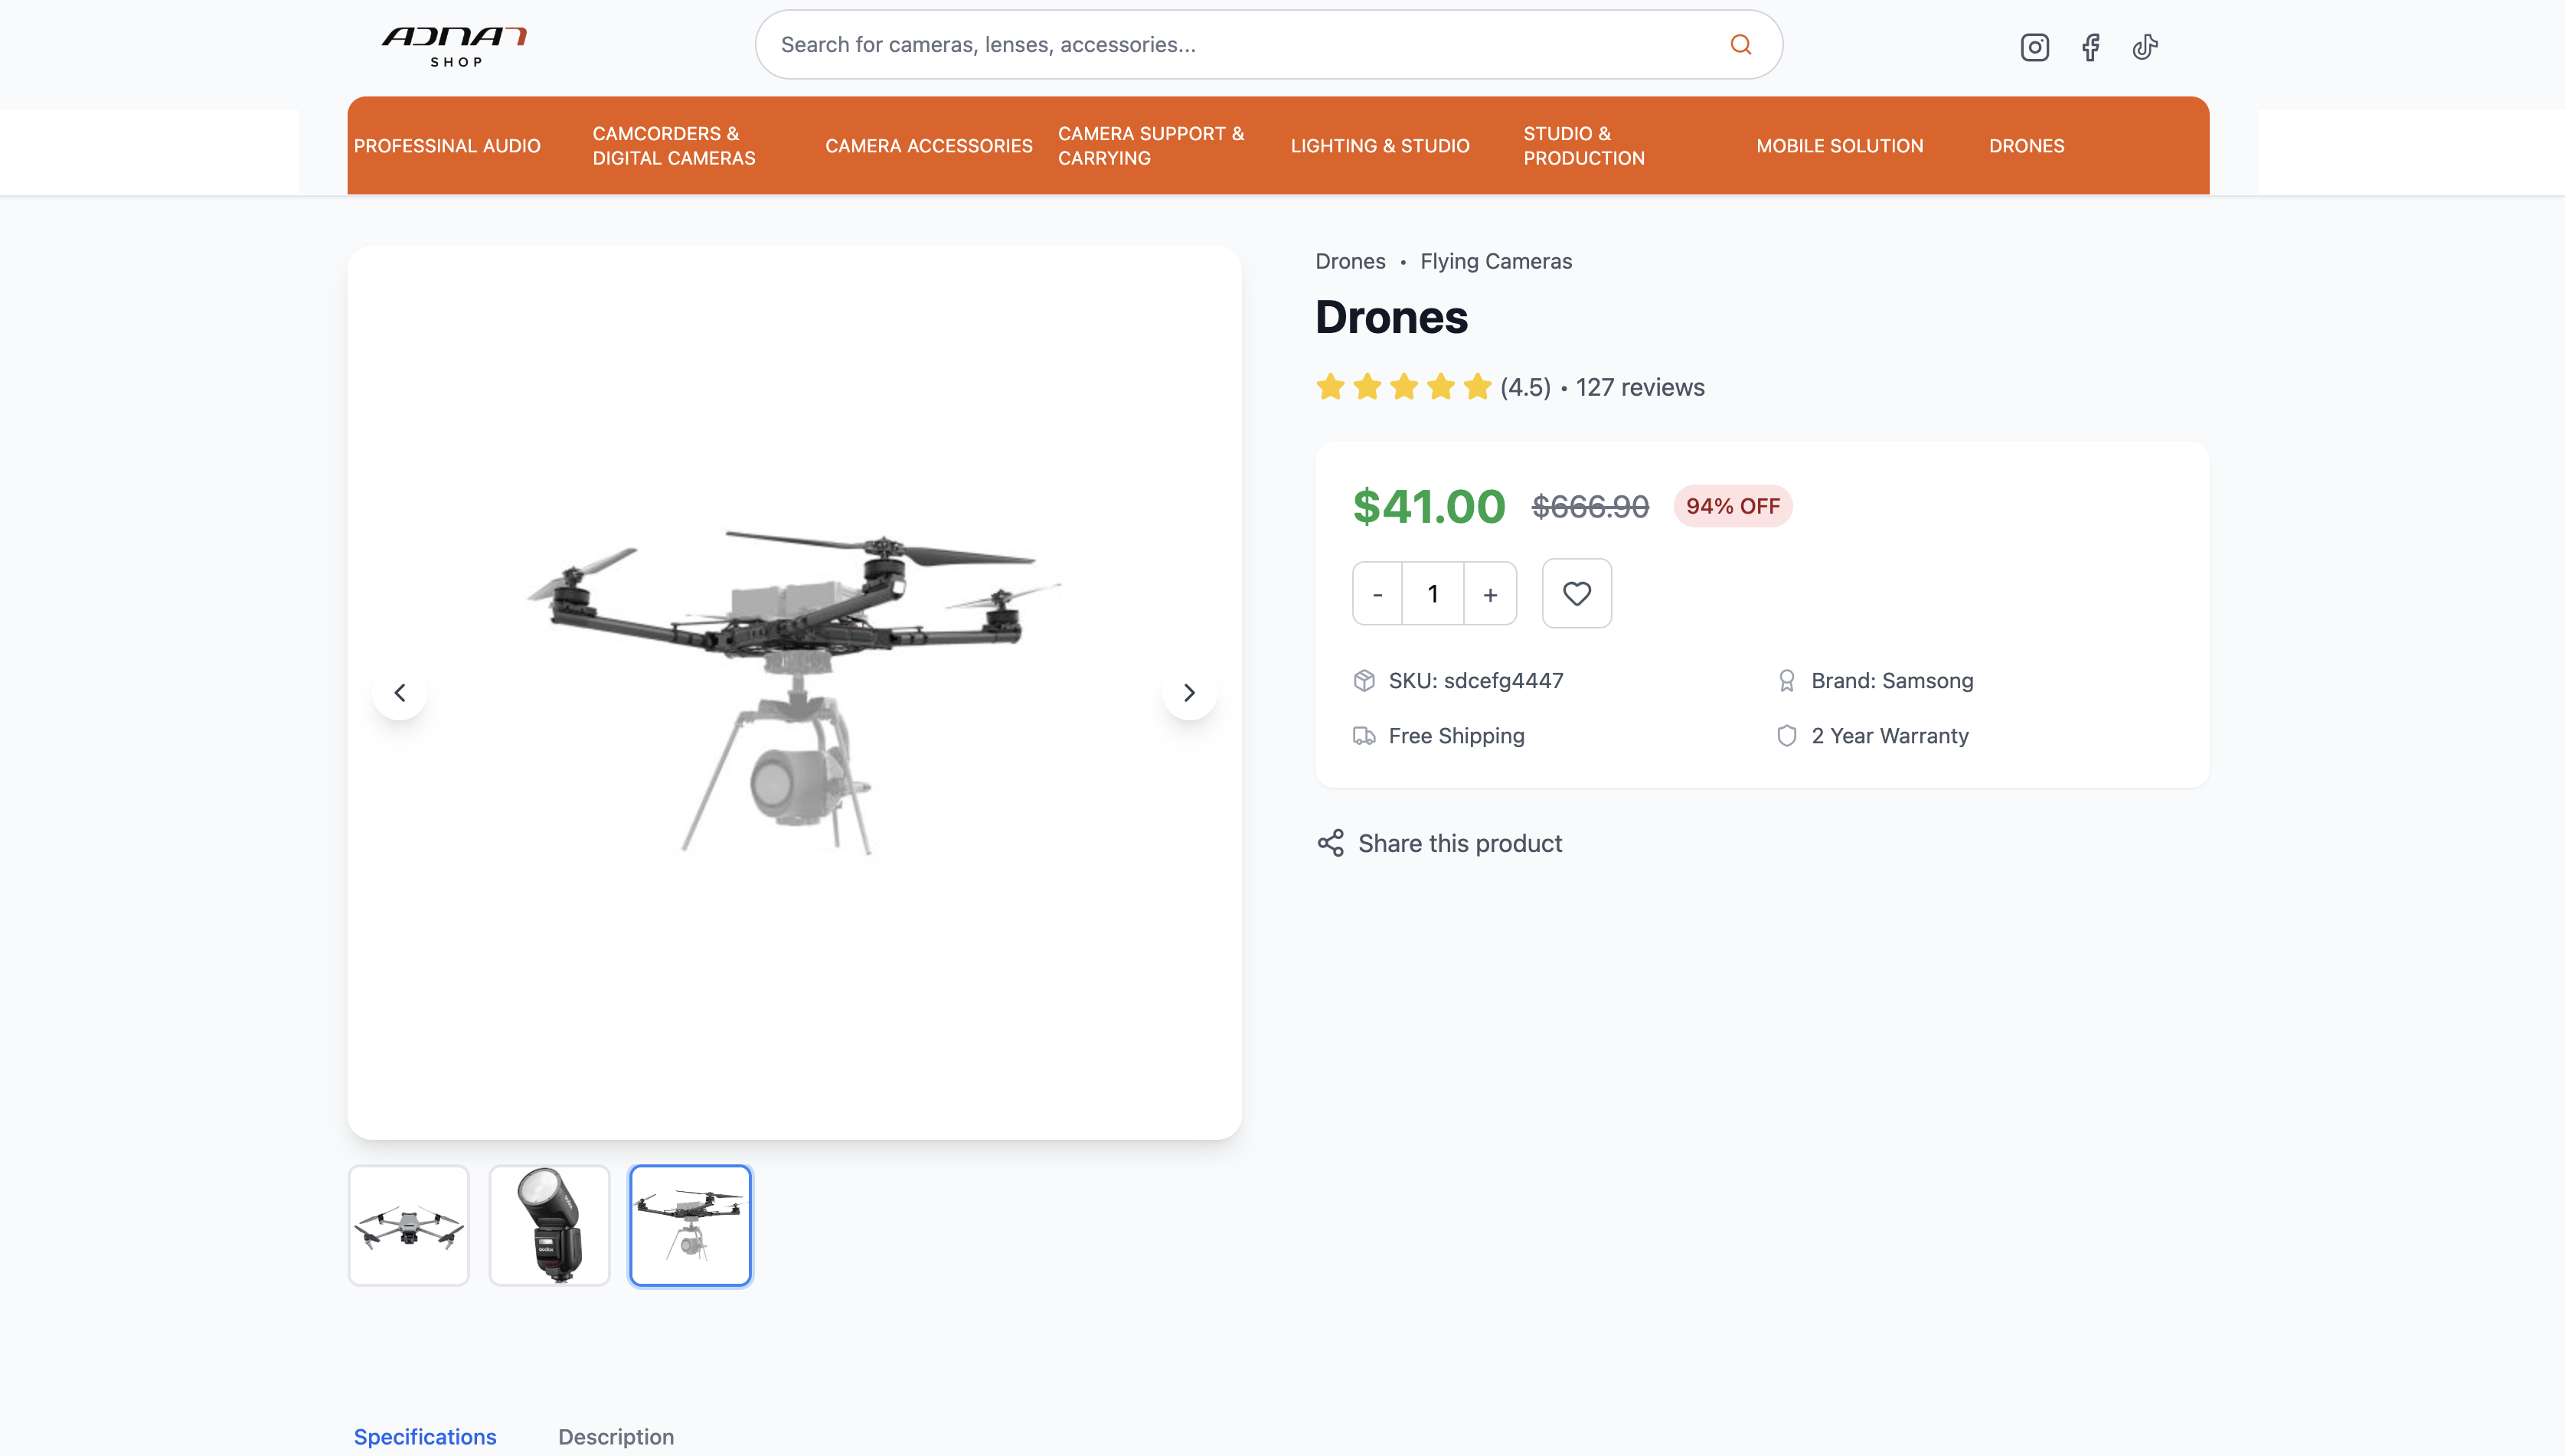 ADNAN
SHOP
Search for cameras, lenses, accessories...
PROFESSINAL AUDIO
CAMCORDERS &
DIGITAL CAMERAS
CAMERA ACCESSORIES
CAMERA SUPPORT &
CARRYING
LIGHTING & STUDIO
STUDIO &
PRODUCTION
MOBILE SOLUTION
DRONES
Drones • Flying Cameras
Drones
(4.5) • 127 reviews
$41.00 $666.90 94% OFF
- 1 +
SKU: sdcefg4447
Brand: Samsong
Free Shipping
2 Year Warranty
Share this product
Godox
Specifications
Description